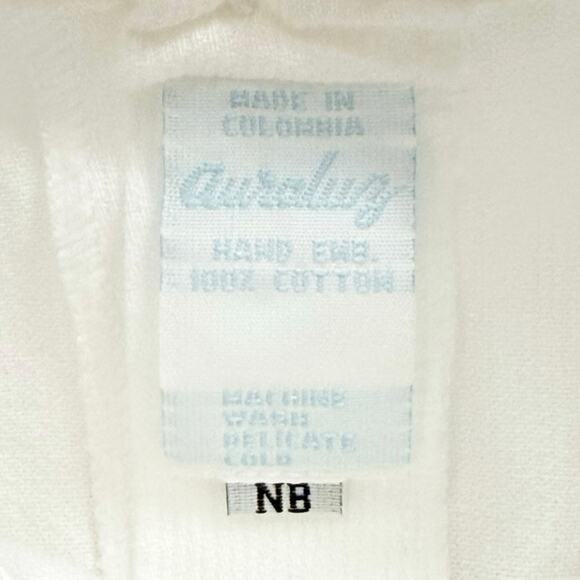 MADE IN
COLOMBIA
auraluz
HAND EMB.
100% COTTON
MACHINE
WASH
DELICATE
COLD
NB